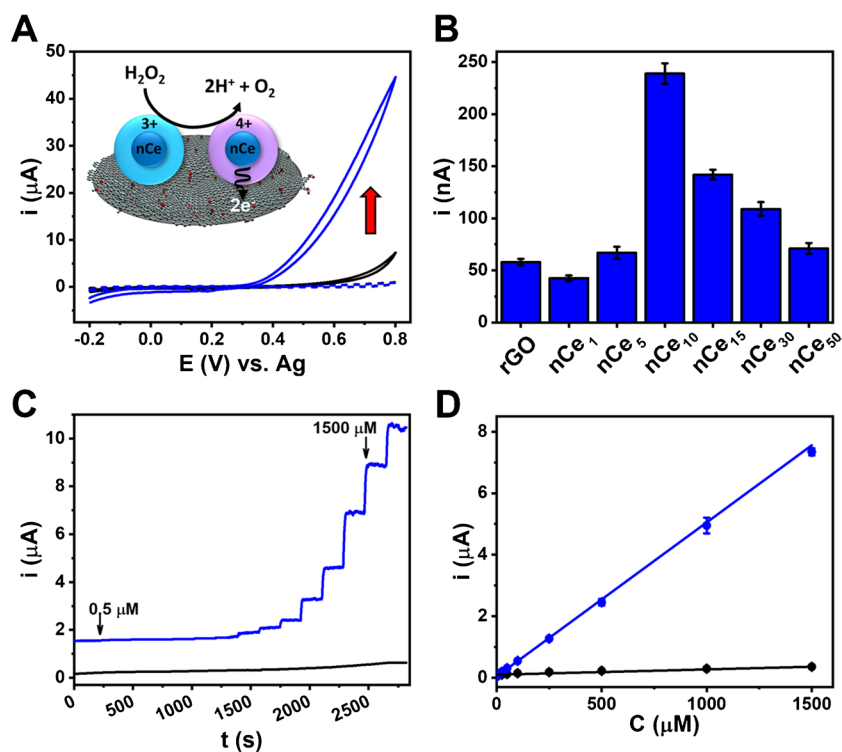 A
50
40
30
20
10
0
i (μA)
H₂O₂
2H⁺ + O₂
3+
nCe
4+
nCe
2e⁻
-0.2 0.0 0.2 0.4 0.6 0.8
E (V) vs. Ag
B
250
200
150
100
50
0
i (nA)
rGO nCe₁ nCe₅ nCe₁₀ nCe₁₅ nCe₃₀ nCe₅₀
C
10
8
6
4
2
0
i (μA)
1500 μM
0,5 μM
0 500 1000 1500 2000 2500
t (s)
D
8
6
4
2
0
i (μA)
0 500 1000 1500
C (μM)